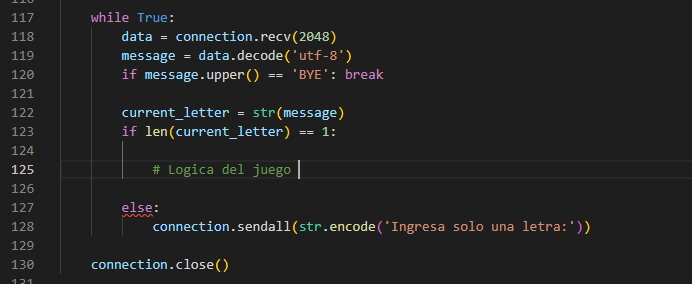 117 while True:
118 data = connection.recv(2048)
119 message = data.decode('utf-8')
120 if message.upper() == 'BYE': break
121
122 current_letter = str(message)
123 if len(current_letter) == 1:
124
125 # Logica del juego
126
127 else:
128 connection.sendall(str.encode('Ingresa solo una letra:'))
129
130 connection.close()